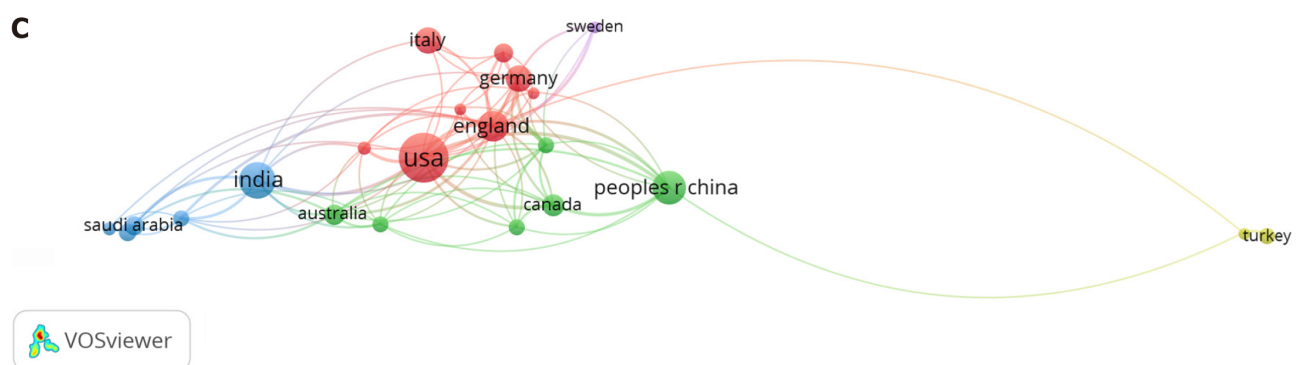 C
sweden
italy
germany
england
usa
india
peoples r china
canada
australia
saudi arabia
turkey
VOSviewer